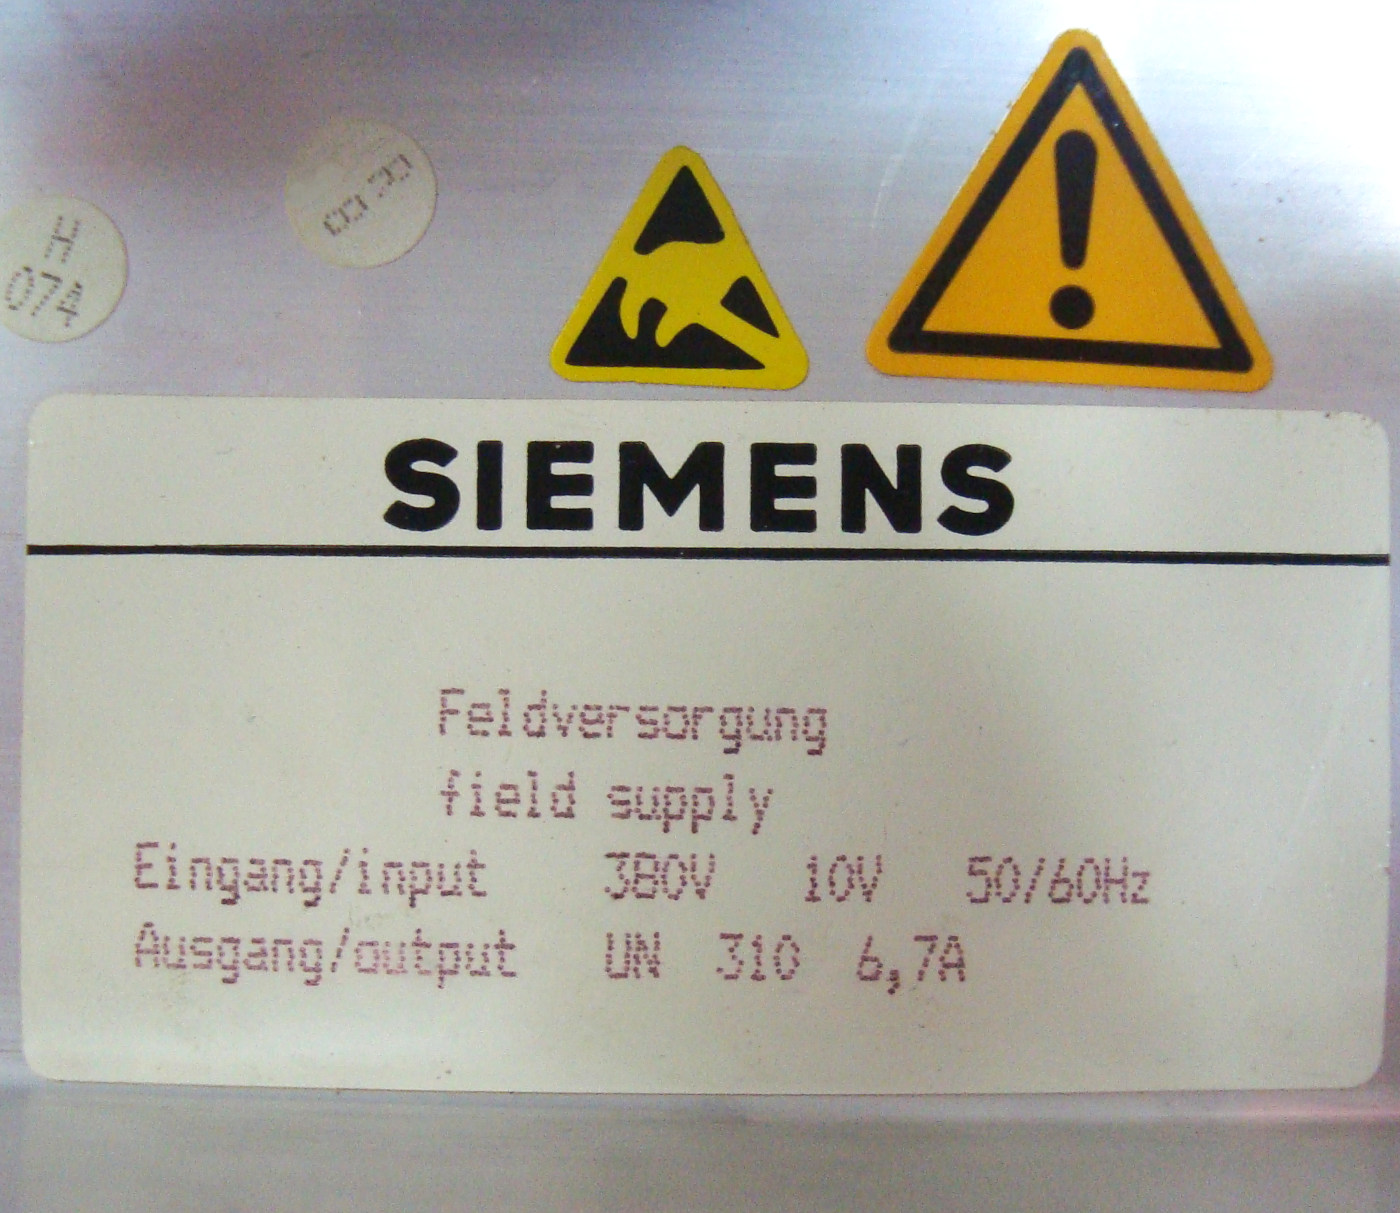 SIEMENS
Feldversorgung
field supply
Eingang/input 380V 10V 50/60Hz
Ausgang/output UN 310 6,7A